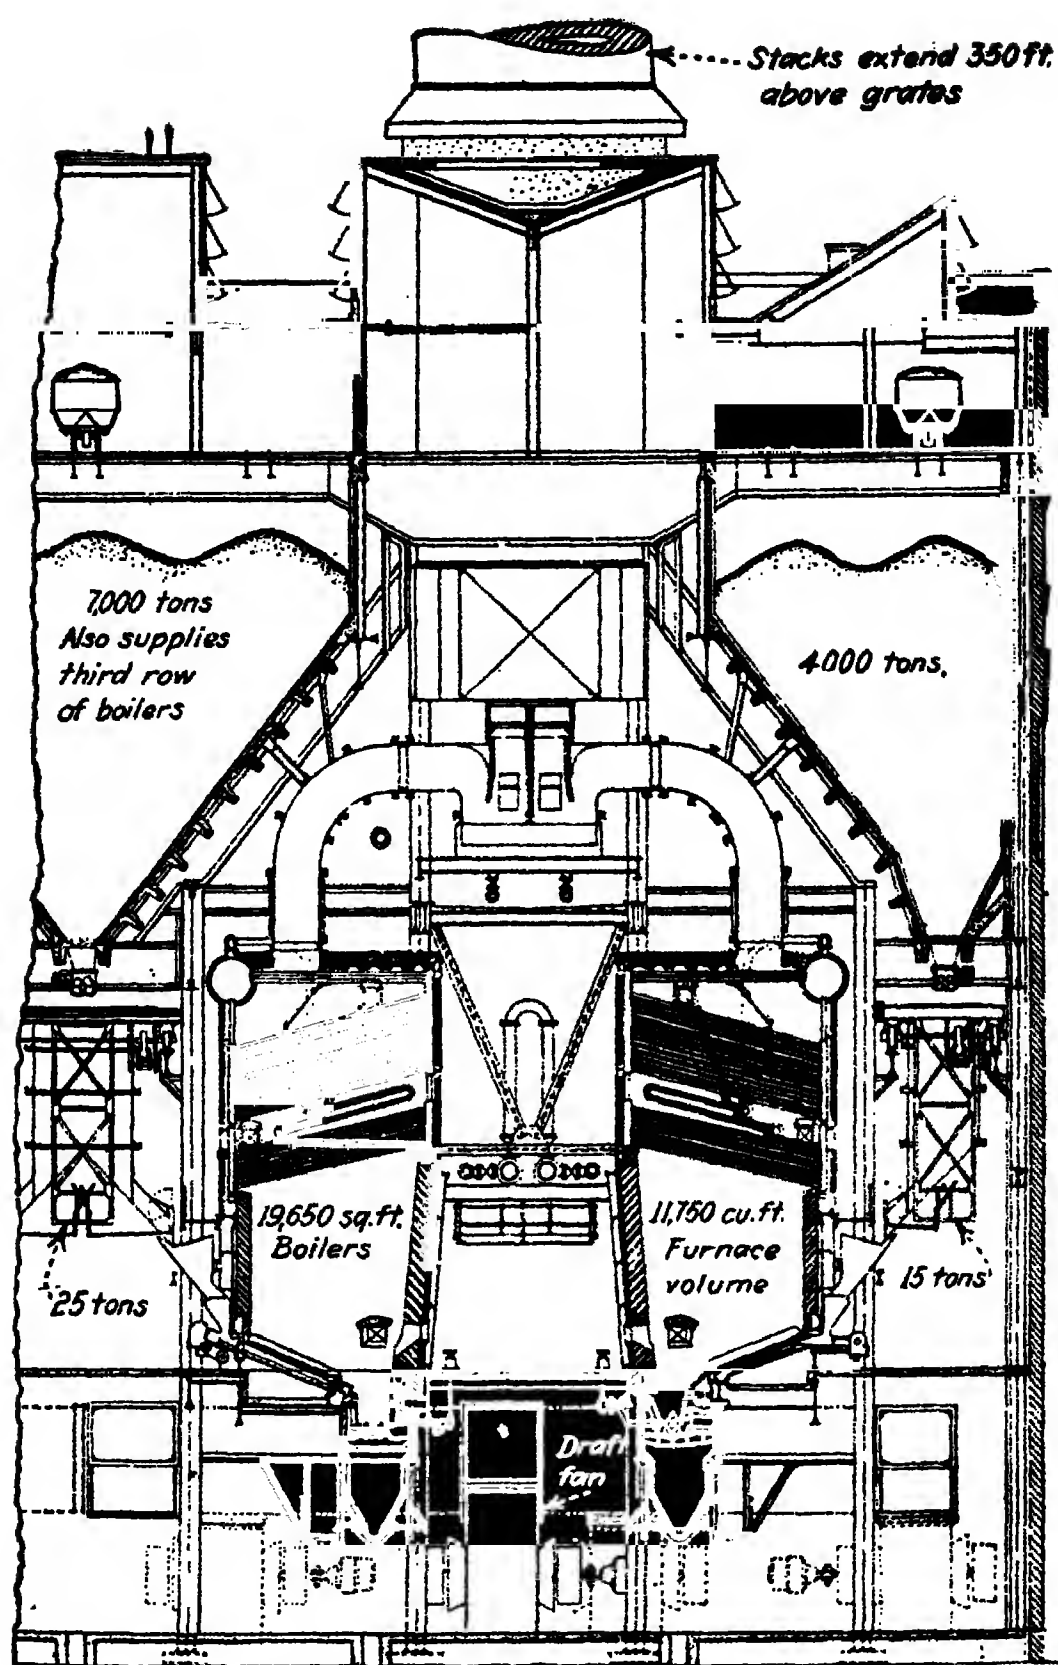 Stacks extend 350 ft.
above grates
7,000 tons
Also supplies
third row
of boilers
4000 tons.
19,650 sq.ft.
Boilers
11,750 cu.ft.
Furnace
volume
25 tons
15 tons
Draft
fan